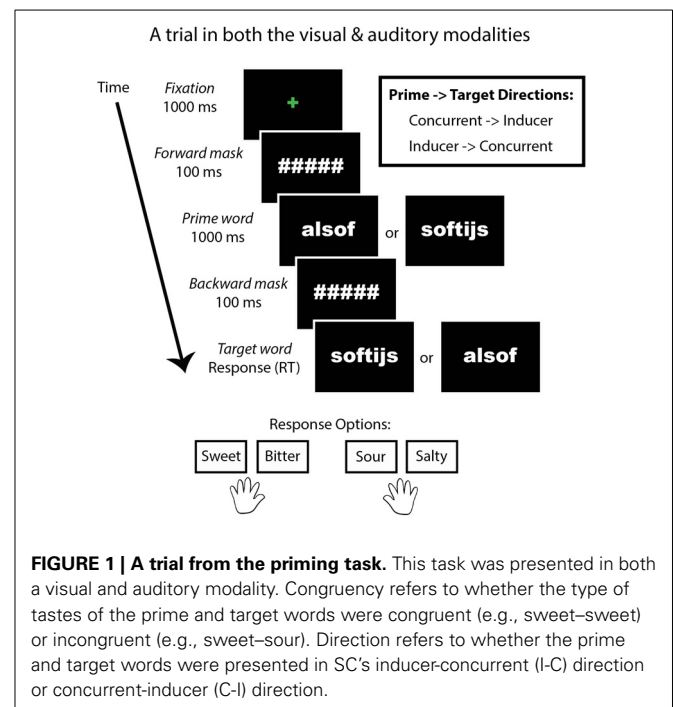 A trial in both the visual & auditory modalities
Time
Fixation
1000 ms
Prime -> Target Directions:
Concurrent -> Inducer
Inducer -> Concurrent
Forward mask
100 ms
#####
Prime word
1000 ms
alsof
or
softijs
Backward mask
100 ms
#####
Target word
Response (RT)
softijs
or
alsof
Response Options:
Sweet
Bitter
Sour
Salty
FIGURE 1 | A trial from the priming task. This task was presented in both
a visual and auditory modality. Congruency refers to whether the type of
tastes of the prime and target words were congruent (e.g., sweet–sweet)
or incongruent (e.g., sweet–sour). Direction refers to whether the prime
and target words were presented in SC's inducer-concurrent (I-C) direction
or concurrent-inducer (C-I) direction.